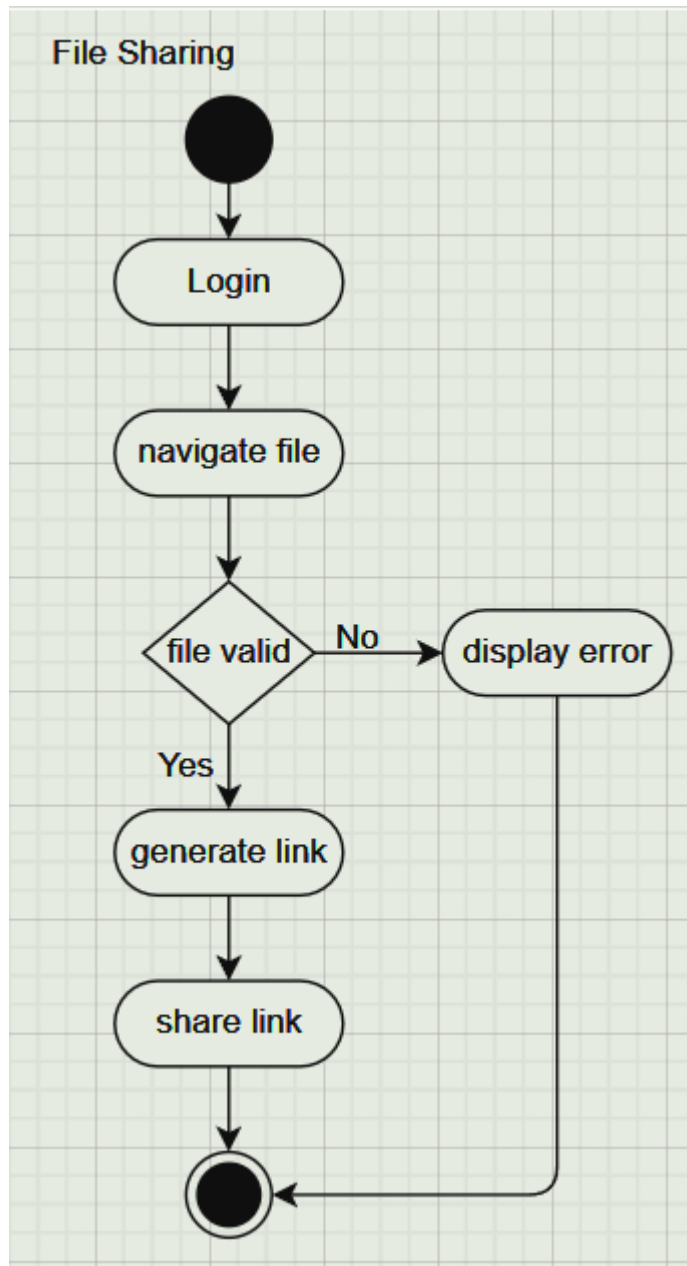 File Sharing
Login
navigate file
file valid
No
display error
Yes
generate link
share link